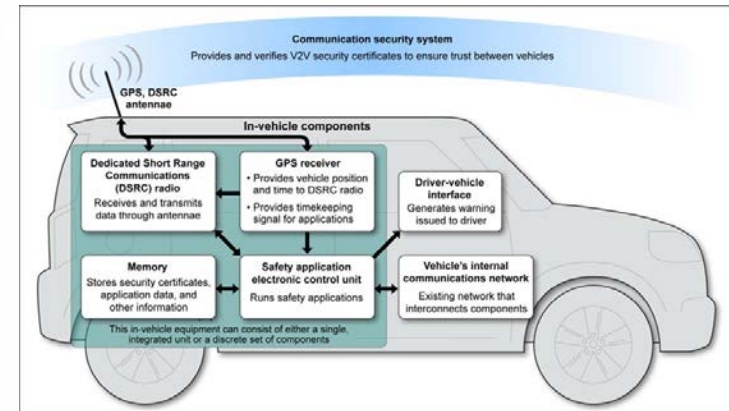 Communication security system
Provides and verifies V2V security certificates to ensure trust between vehicles
GPS, DSRC
antennae
In-vehicle components
Dedicated Short Range
Communications
(DSRC) radio
Receives and transmits
data through antennae
GPS receiver
• Provides vehicle position
and time to DSRC radio
• Provides timekeeping
signal for applications
Driver-vehicle
interface
Generates warning
issued to driver
Memory
Stores security certificates,
application data, and
other information
Safety application
electronic control unit
Runs safety applications
Vehicle's internal
communications network
Existing network that
interconnects components
This in-vehicle equipment can consist of either a single,
integrated unit or a discrete set of components